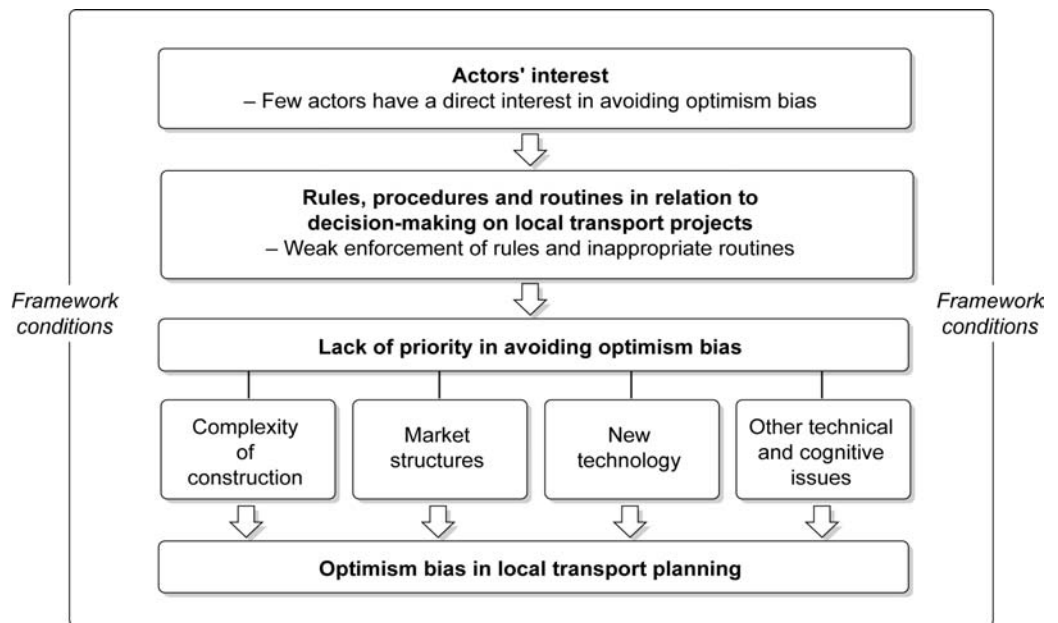 Actors' interest
– Few actors have a direct interest in avoiding optimism bias
Rules, procedures and routines in relation to
decision-making on local transport projects
– Weak enforcement of rules and inappropriate routines
Framework
conditions
Framework
conditions
Lack of priority in avoiding optimism bias
Complexity
of
construction
Market
structures
New
technology
Other technical
and cognitive
issues
Optimism bias in local transport planning